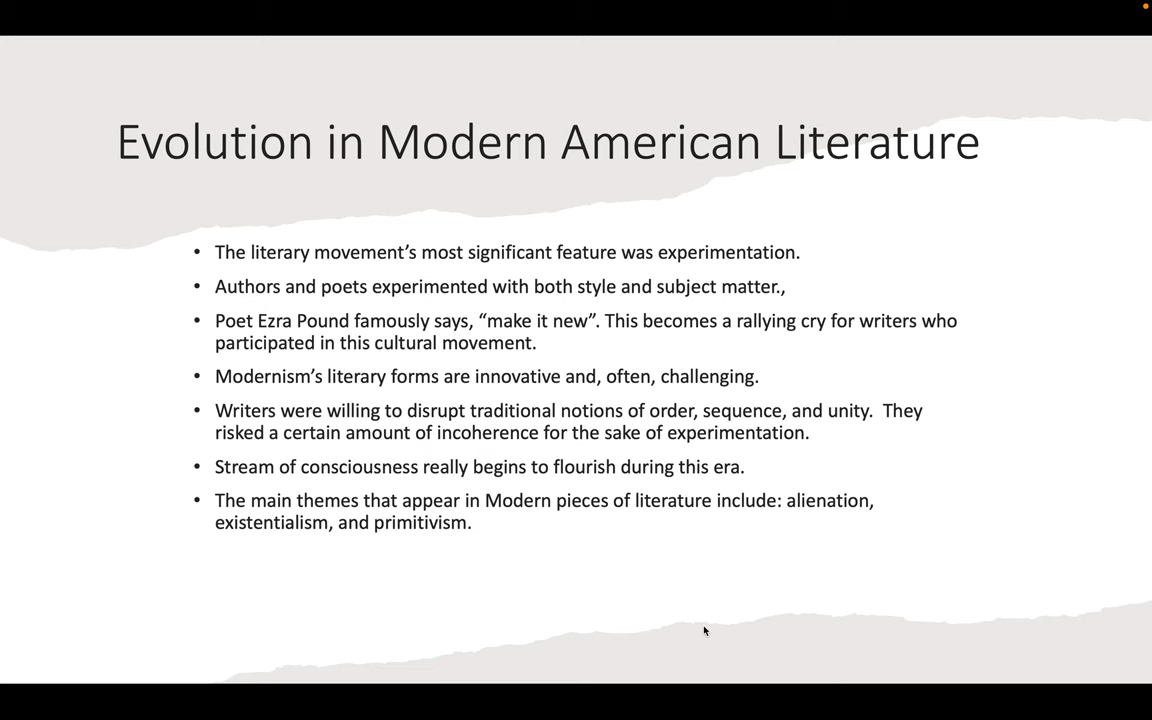 Evolution in Modern American Literature
• The literary movement’s most significant feature was experimentation.
• Authors and poets experimented with both style and subject matter.,
• Poet Ezra Pound famously says, “make it new”. This becomes a rallying cry for writers who
participated in this cultural movement.
• Modernism’s literary forms are innovative and, often, challenging.
• Writers were willing to disrupt traditional notions of order, sequence, and unity.  They
risked a certain amount of incoherence for the sake of experimentation.
• Stream of consciousness really begins to flourish during this era.
• The main themes that appear in Modern pieces of literature include: alienation,
existentialism, and primitivism.